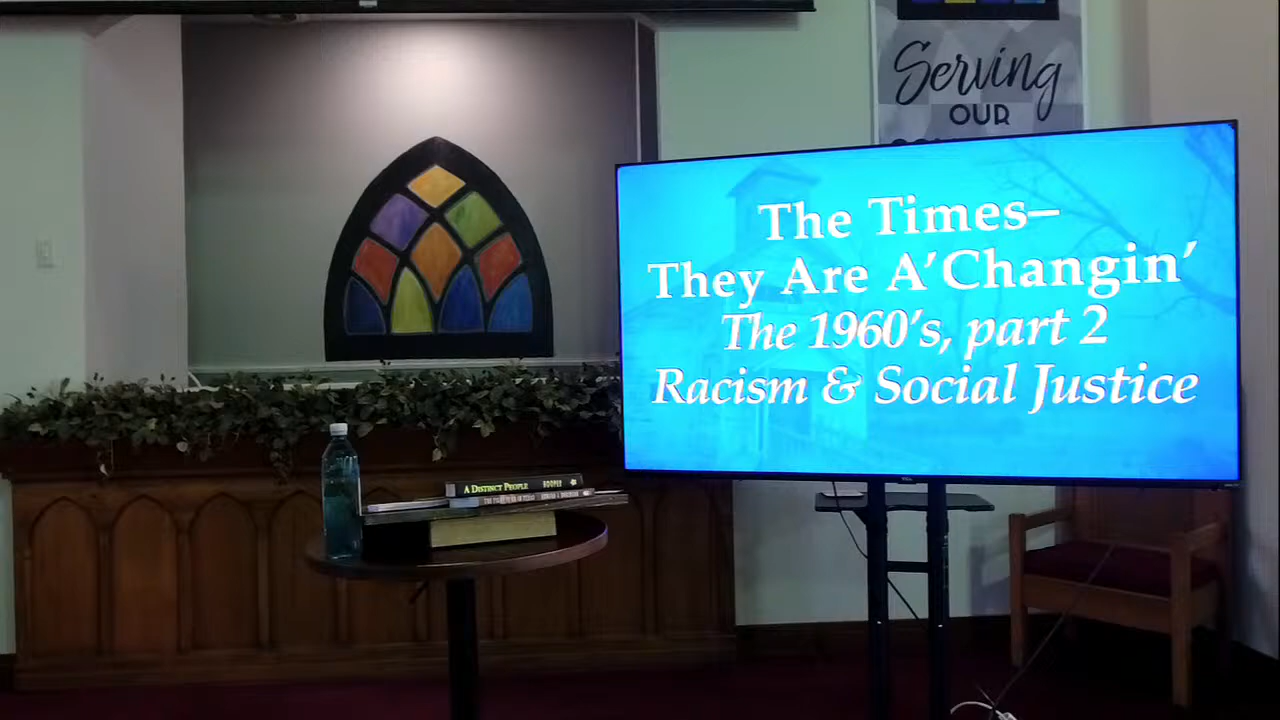 Serving
OUR
The Times–
They Are A'Changin'
The 1960's, part 2
Racism & Social Justice
A DISTINCT PEOPLE HOOPER